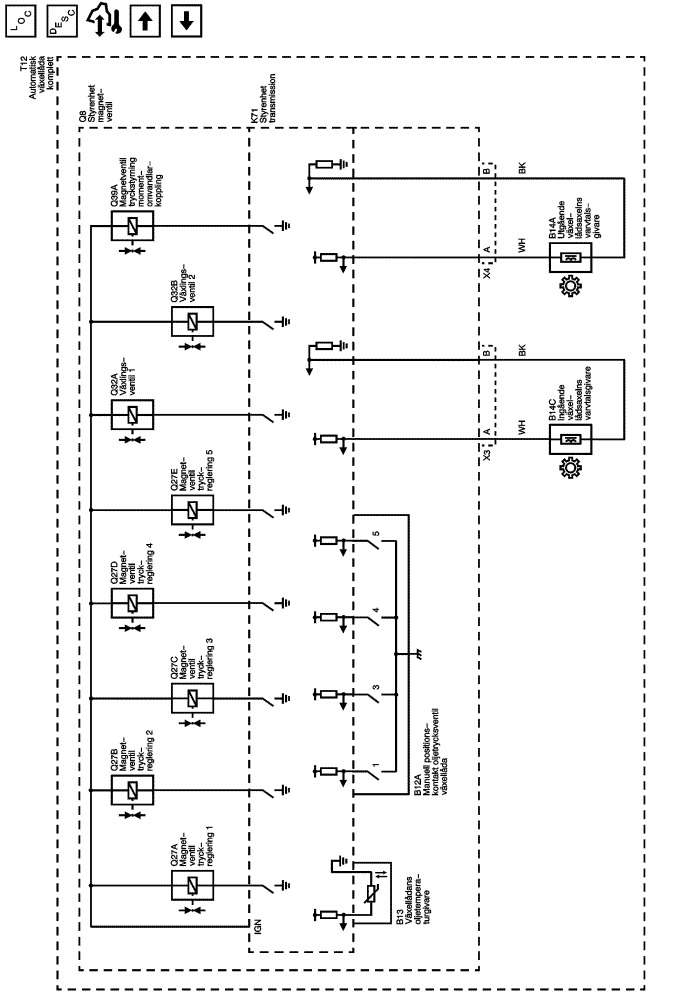 LOC
DESC
T12
Automatisk
växellåda
komplett
Q8
Styrenhet
magnet-
ventil
K71
Styrenhet
transmission
Q39A
Magnetventil
tryckstyrning
moment-
omvandlar-
koppling
Q32B
Växlings-
ventil 2
Q32A
Växlings-
ventil 1
Q27E
Magnet-
ventil
tryck-
reglering 5
Q27D
Magnet-
ventil
tryck-
reglering 4
Q27C
Magnet-
ventil
tryck-
reglering 3
Q27B
Magnet-
ventil
tryck-
reglering 2
Q27A
Magnet-
ventil
tryck-
reglering 1
IGN
B
BK
A
WH
X4
B14A
Utgående
växel-
lådsaxelns
varvtals-
givare
B
BK
A
WH
X3
B14C
Ingående
växel-
lådsaxelns
varvtalsgivare
5
4
3
1
B12A
Manuell positions-
kontakt oljetrycksventil
växellåda
B13
Växellådans
oljetempera-
turgivare